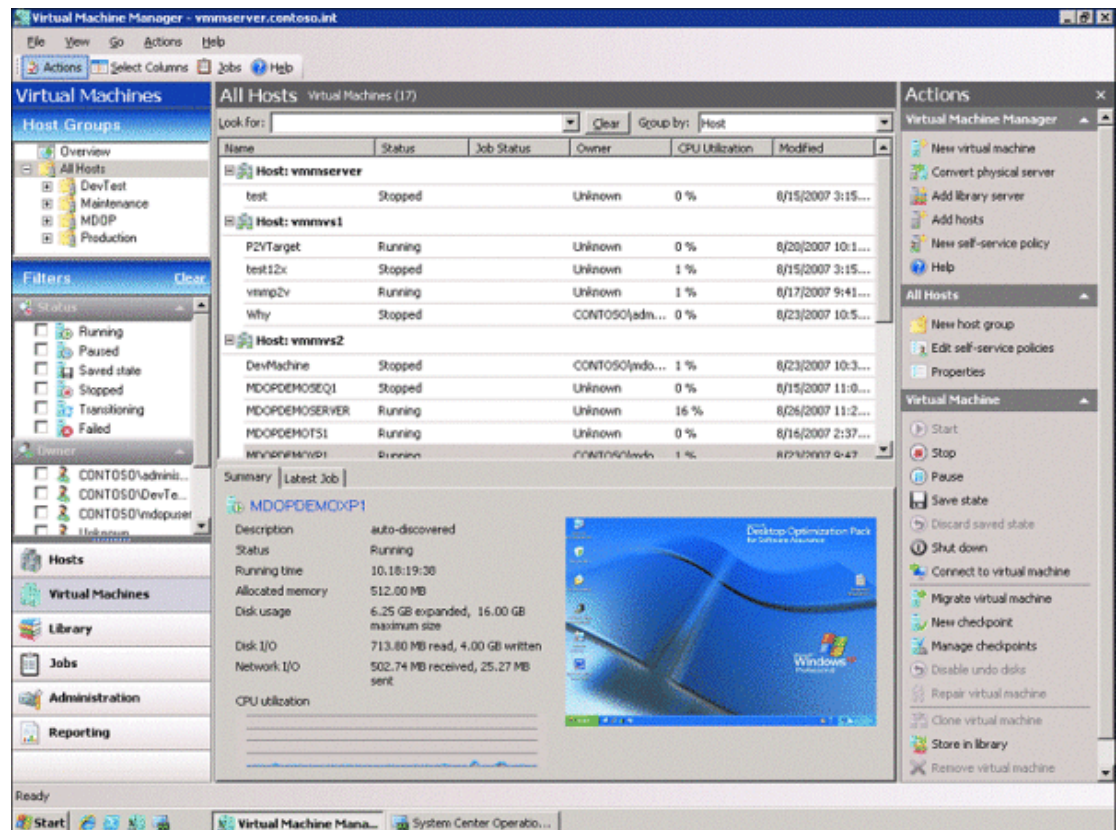 Virtual Machine Manager - vmmserver.contoso.int
File View Go Actions Help
Actions Select Columns Jobs Help
Virtual Machines
Host Groups
Overview
All Hosts
DevTest
Maintenance
MDOP
Production
Filters Clear
Status
Running
Paused
Saved state
Stopped
Transitioning
Failed
Owner
CONTOSO\adminis...
CONTOSO\DevTe...
CONTOSO\mdopuser
Unknown
Hosts
Virtual Machines
Library
Jobs
Administration
Reporting
All Hosts Virtual Machines (17)
Look for: Clear Group by: Host
Name Status Job Status Owner CPU Utilization Modified
Host: vmmserver
test Stopped Unknown 0 % 8/15/2007 3:15...
Host: vmmvs1
P2VTarget Running Unknown 0 % 8/20/2007 10:1...
test12x Stopped Unknown 1 % 8/15/2007 3:15...
vmmp2v Running Unknown 1 % 8/17/2007 9:41...
Why Stopped CONTOSO\adm... 0 % 8/23/2007 10:5...
Host: vmmvs2
DevMachine Stopped CONTOSO\mdo... 1 % 8/23/2007 10:3...
MDOPDEMOSEQ1 Stopped Unknown 0 % 8/15/2007 11:0...
MDOPDEMOSERVER Running Unknown 16 % 8/26/2007 11:2...
MDOPDEMOTS1 Running Unknown 0 % 8/16/2007 2:37...
MDOPDEMOXP1 Running CONTOSO\mdo... 1 % 8/23/2007 9:47...
Summary Latest Job
MDOPDEMOXP1
Description auto-discovered
Status Running
Running time 10.18:19:38
Allocated memory 512.00 MB
Disk usage 6.25 GB expanded, 16.00 GB
maximum size
Disk I/O 713.80 MB read, 4.00 GB written
Network I/O 502.74 MB received, 25.27 MB
sent
CPU utilization
Desktop Optimization Pack
for Software Assurance
Windows
Professional
Actions
Virtual Machine Manager
New virtual machine
Convert physical server
Add library server
Add hosts
New self-service policy
Help
All Hosts
New host group
Edit self-service policies
Properties
Virtual Machine
Start
Stop
Pause
Save state
Discard saved state
Shut down
Connect to virtual machine
Migrate virtual machine
New checkpoint
Manage checkpoints
Disable undo disks
Repair virtual machine
Clone virtual machine
Store in library
Remove virtual machine
Ready
Start Virtual Machine Mana... System Center Operatio...